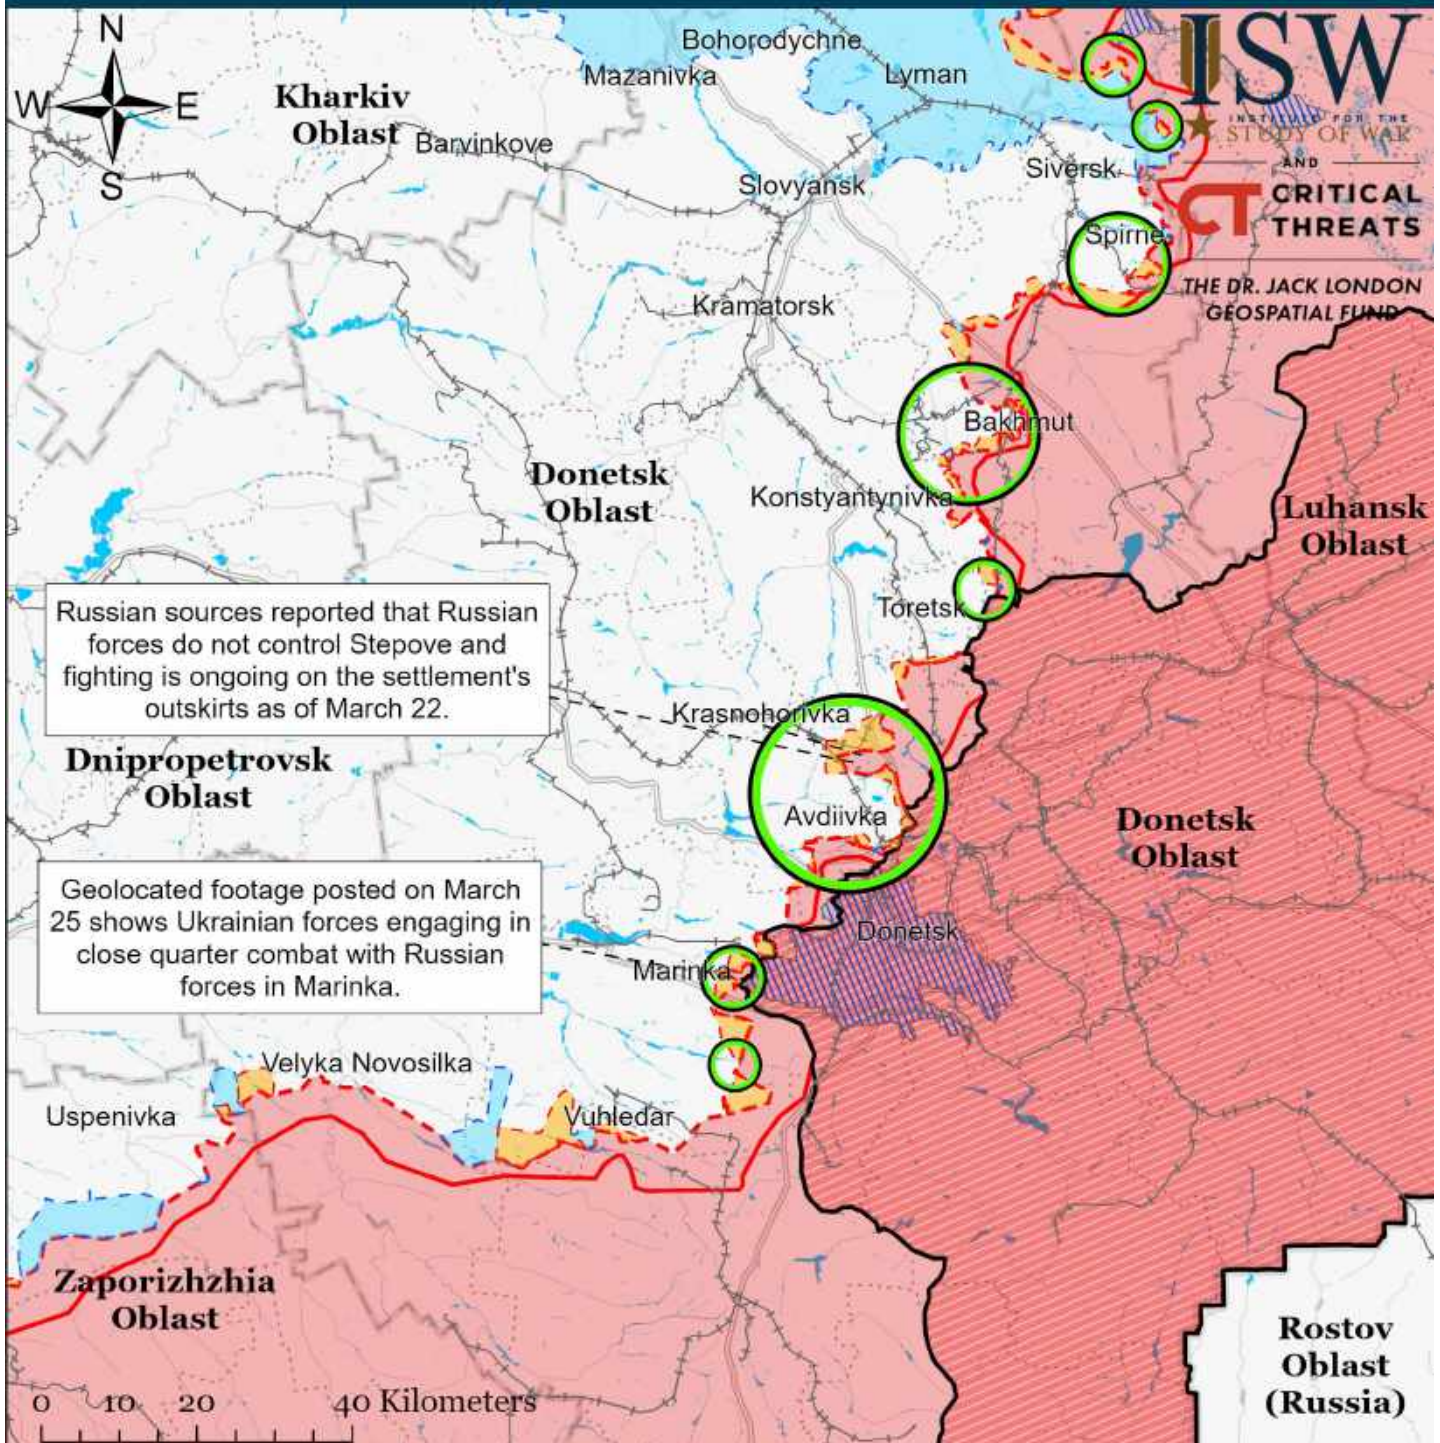 N
W E
S
ISW
INSTITUTE FOR THE
STUDY OF WAR
AND
CT CRITICAL
THREATS
THE DR. JACK LONDON
GEOSPATIAL FUND
Bohorodychne
Mazanivka
Lyman
Kharkiv
Oblast
Barvinkove
Siversk
Slovyansk
Spirne
Kramatorsk
Bakhmut
Donetsk
Oblast
Konstyantynivka
Luhansk
Oblast
Toretsk
Russian sources reported that Russian
forces do not control Stepove and
fighting is ongoing on the settlement's
outskirts as of March 22.
Krasnohorivka
Dnipropetrovsk
Oblast
Avdiivka
Donetsk
Oblast
Geolocated footage posted on March
25 shows Ukrainian forces engaging in
close quarter combat with Russian
forces in Marinka.
Donetsk
Marinka
Velyka Novosilka
Uspenivka
Vuhledar
Zaporizhzhia
Oblast
Rostov
Oblast
(Russia)
0 10 20 40 Kilometers